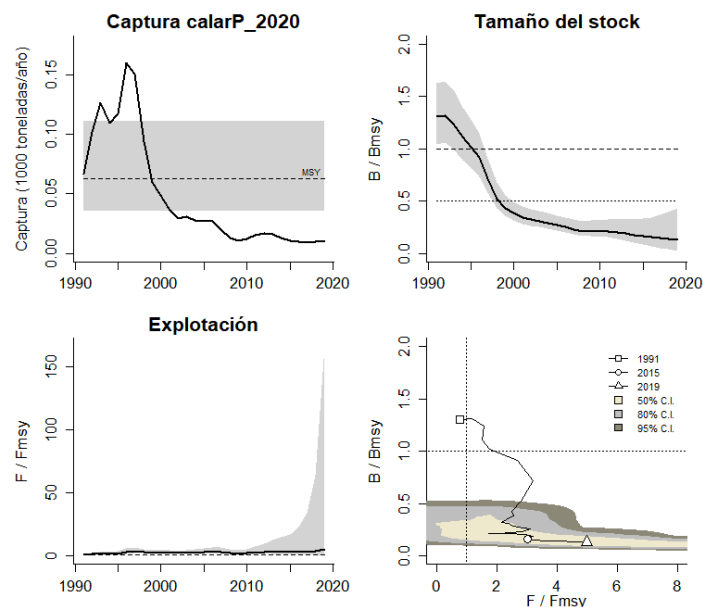 Captura calarP_2020
Captura (1000 toneladas/año)
0.00 0.05 0.10 0.15
MSY
1990 2000 2010 2020
Tamaño del stock
B / Bmsy
0.0 0.5 1.0 1.5 2.0
1990 2000 2010 2020
Explotación
F / Fmsy
0 50 100 150
1990 2000 2010 2020
B / Bmsy
0.0 0.5 1.0 1.5 2.0
1991
2015
2019
50% C.I.
80% C.I.
95% C.I.
0 2 4 6 8
F / Fmsy